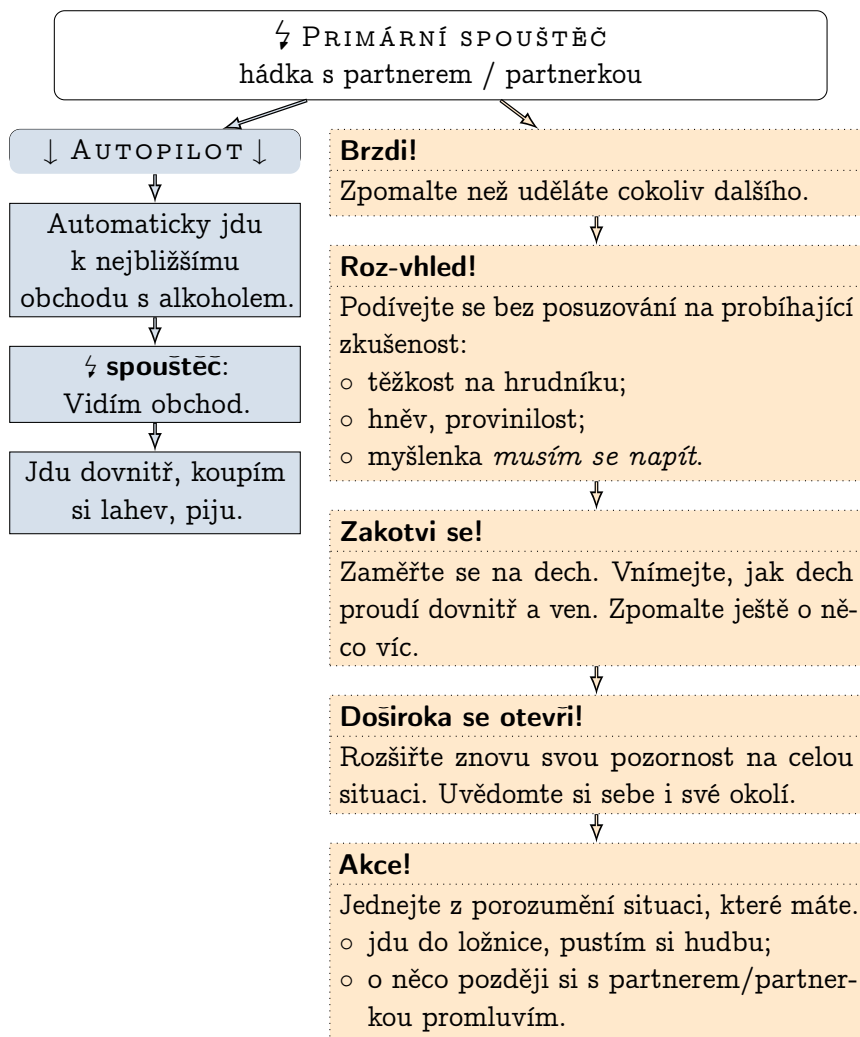 ↯ Primární spouštěč
hádka s partnerem / partnerkou
↓ Autopilot ↓
Automaticky jdu
k nejbližšímu
obchodu s alkoholem.
↯ spouštěč:
Vidím obchod.
Jdu dovnitř, koupím
si lahev, piju.
Brzdi!
Zpomalte než uděláte cokoliv dalšího.
Roz-vhled!
Podívejte se bez posuzování na probíhající
zkušenost:
○ těžkost na hrudníku;
○ hněv, provinilost;
○ myšlenka musím se napít.
Zakotvi se!
Zaměřte se na dech. Vnímejte, jak dech
proudí dovnitř a ven. Zpomalte ještě o ně-
co víc.
Doširoka se otevři!
Rozšiřte znovu svou pozornost na celou
situaci. Uvědomte si sebe i své okolí.
Akce!
Jednejte z porozumění situaci, které máte.
○ jdu do ložnice, pustím si hudbu;
○ o něco později si s partnerem/partner-
kou promluvím.